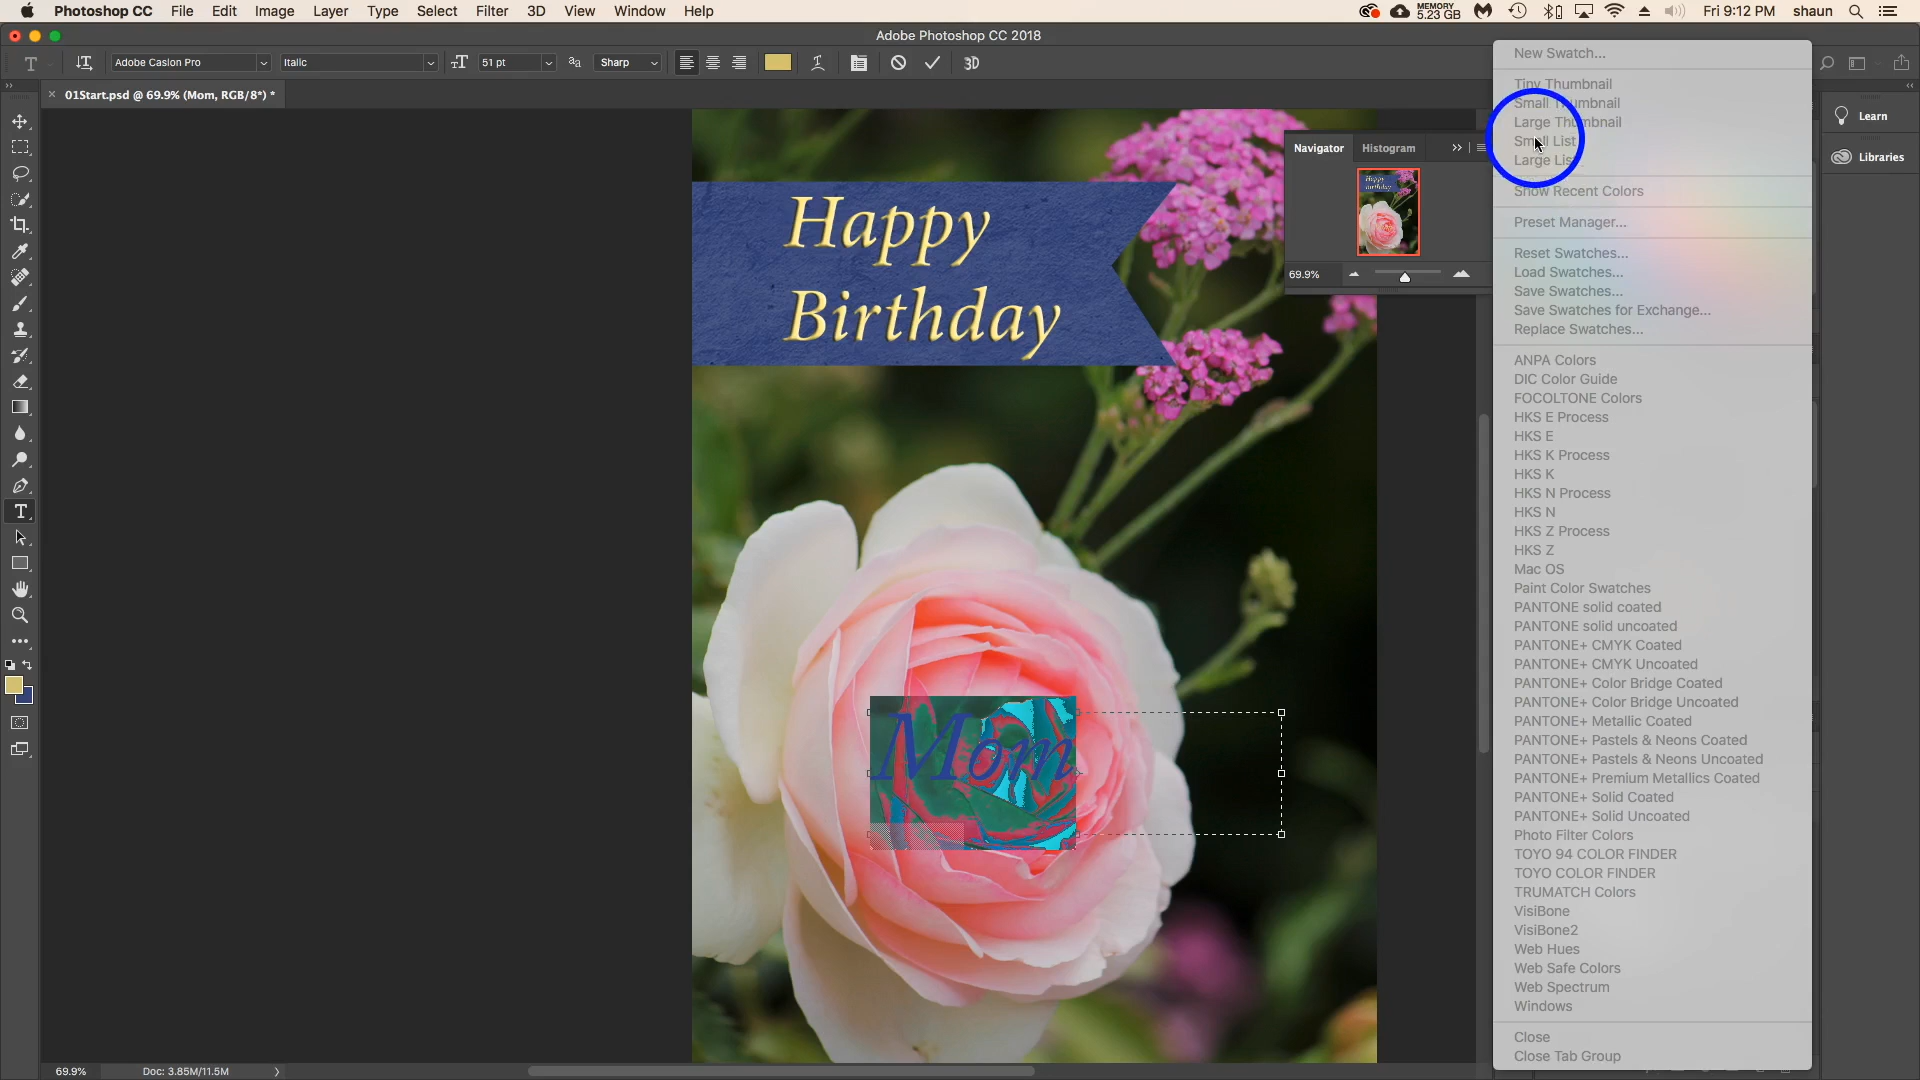 Photoshop CC File Edit Image Layer Type Select Filter 3D View Window Help MEMORY 5.23 GB Fri 9:12 PM shaun
Adobe Photoshop CC 2018
T Adobe Caslon Pro Italic 51 pt aa Sharp 3D
01Start.psd @ 69.9% (Mom, RGB/8*) *
Happy
Birthday
Mom
Navigator Histogram
69.9%
New Swatch...
Tiny Thumbnail
Small Thumbnail
Large Thumbnail
Small List
Large List
Show Recent Colors
Preset Manager...
Reset Swatches...
Load Swatches...
Save Swatches...
Save Swatches for Exchange...
Replace Swatches...
ANPA Colors
DIC Color Guide
FOCOLTONE Colors
HKS E Process
HKS E
HKS K Process
HKS K
HKS N Process
HKS N
HKS Z Process
HKS Z
Mac OS
Paint Color Swatches
PANTONE solid coated
PANTONE solid uncoated
PANTONE+ CMYK Coated
PANTONE+ CMYK Uncoated
PANTONE+ Color Bridge Coated
PANTONE+ Color Bridge Uncoated
PANTONE+ Metallic Coated
PANTONE+ Pastels & Neons Coated
PANTONE+ Pastels & Neons Uncoated
PANTONE+ Premium Metallics Coated
PANTONE+ Solid Coated
PANTONE+ Solid Uncoated
Photo Filter Colors
TOYO 94 COLOR FINDER
TOYO COLOR FINDER
TRUMATCH Colors
VisiBone
VisiBone2
Web Hues
Web Safe Colors
Web Spectrum
Windows
Close
Close Tab Group
Learn
Libraries
69.9% Doc: 3.85M/11.5M